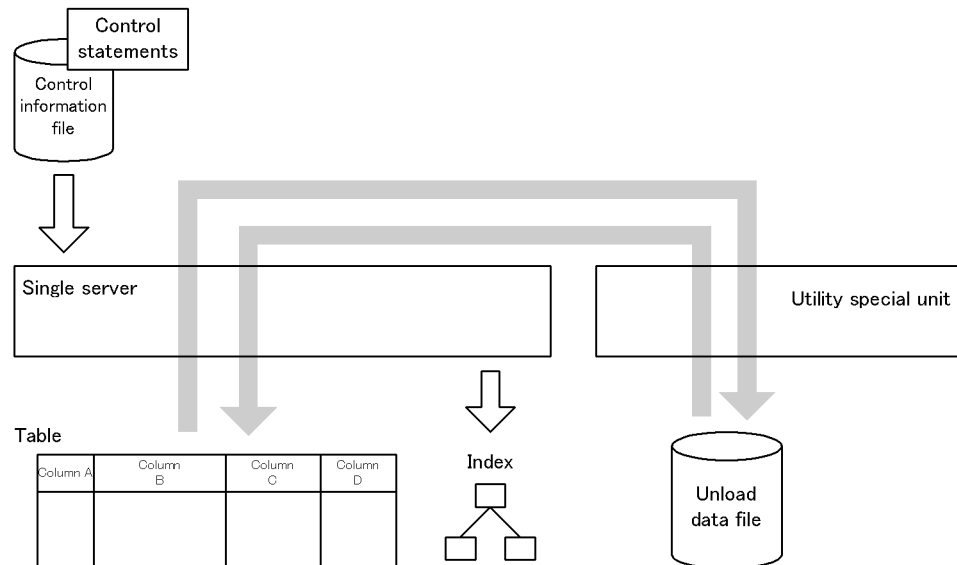 Control
statements
Control
information
file
Single server
Utility special unit
Table
Column A
Column
B
Column
C
Column
D
Index
Unload
data file